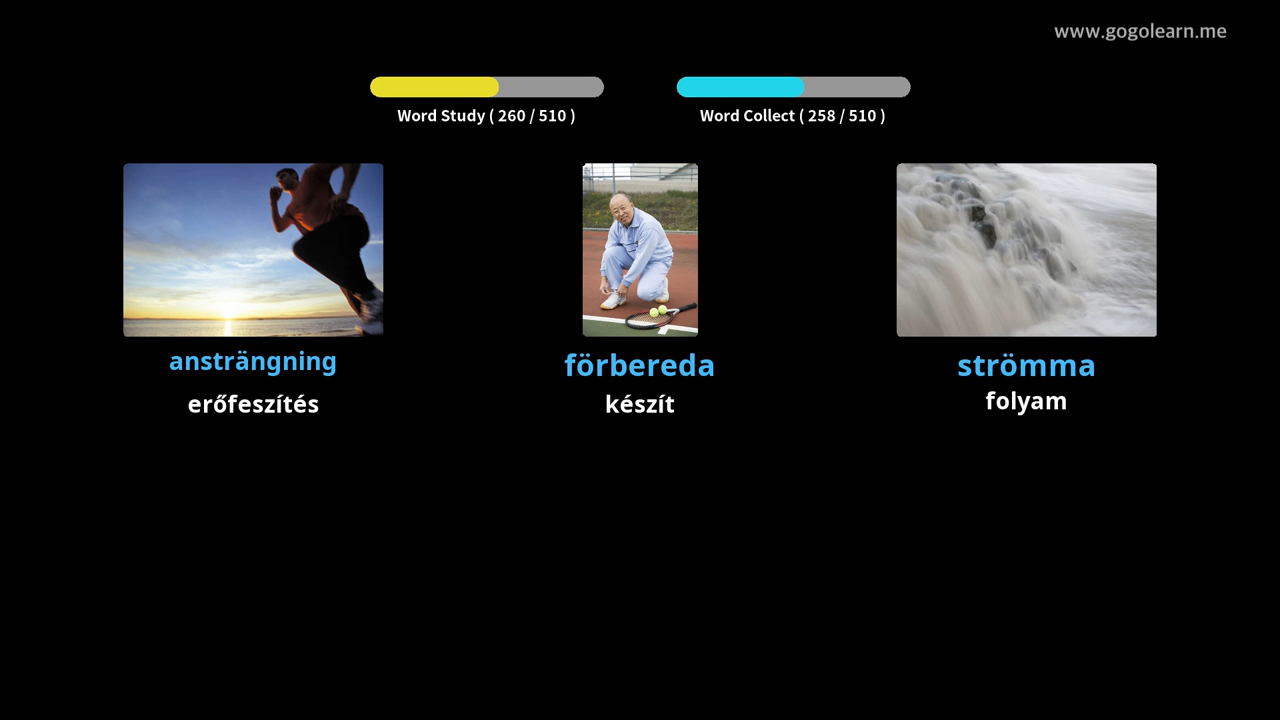 www.gogolearn.me
Word Study ( 260 / 510 )
Word Collect ( 258 / 510 )
ansträngning
erőfeszítés
förbereda
készít
strömma
folyam